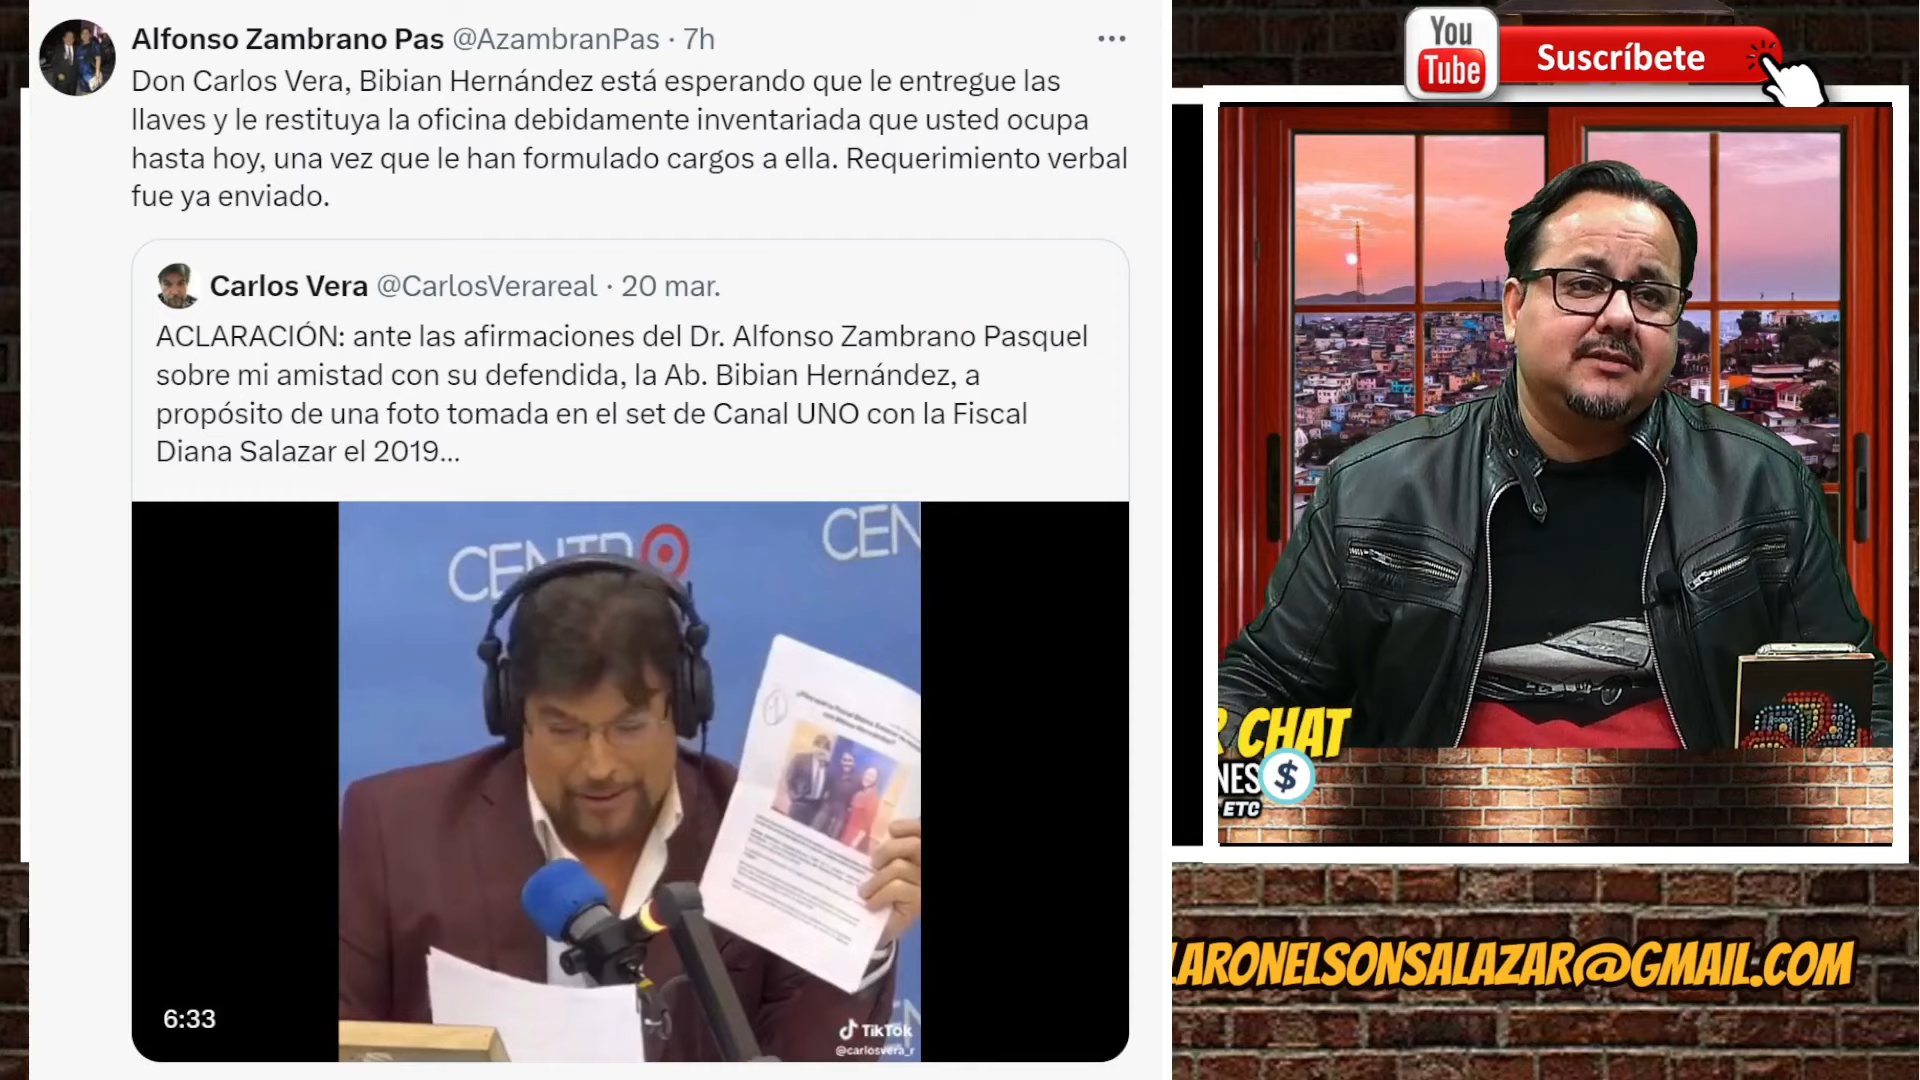 Alfonso Zambrano Pas @AzambranPas · 7h
Don Carlos Vera, Bibian Hernández está esperando que le entregue las
llaves y le restituya la oficina debidamente inventariada que usted ocupa
hasta hoy, una vez que le han formulado cargos a ella. Requerimiento verbal
fue ya enviado.
Carlos Vera @CarlosVerareal · 20 mar.
ACLARACIÓN: ante las afirmaciones del Dr. Alfonso Zambrano Pasquel
sobre mi amistad con su defendida, la Ab. Bibian Hernández, a
propósito de una foto tomada en el set de Canal UNO con la Fiscal
Diana Salazar el 2019...
CENTRO
CEN
6:33
TikTok
@carlosvera_r
You
Tube
Suscríbete
R CHAT
NES $
ETC
LARONELSONSALAZAR@GMAIL.COM